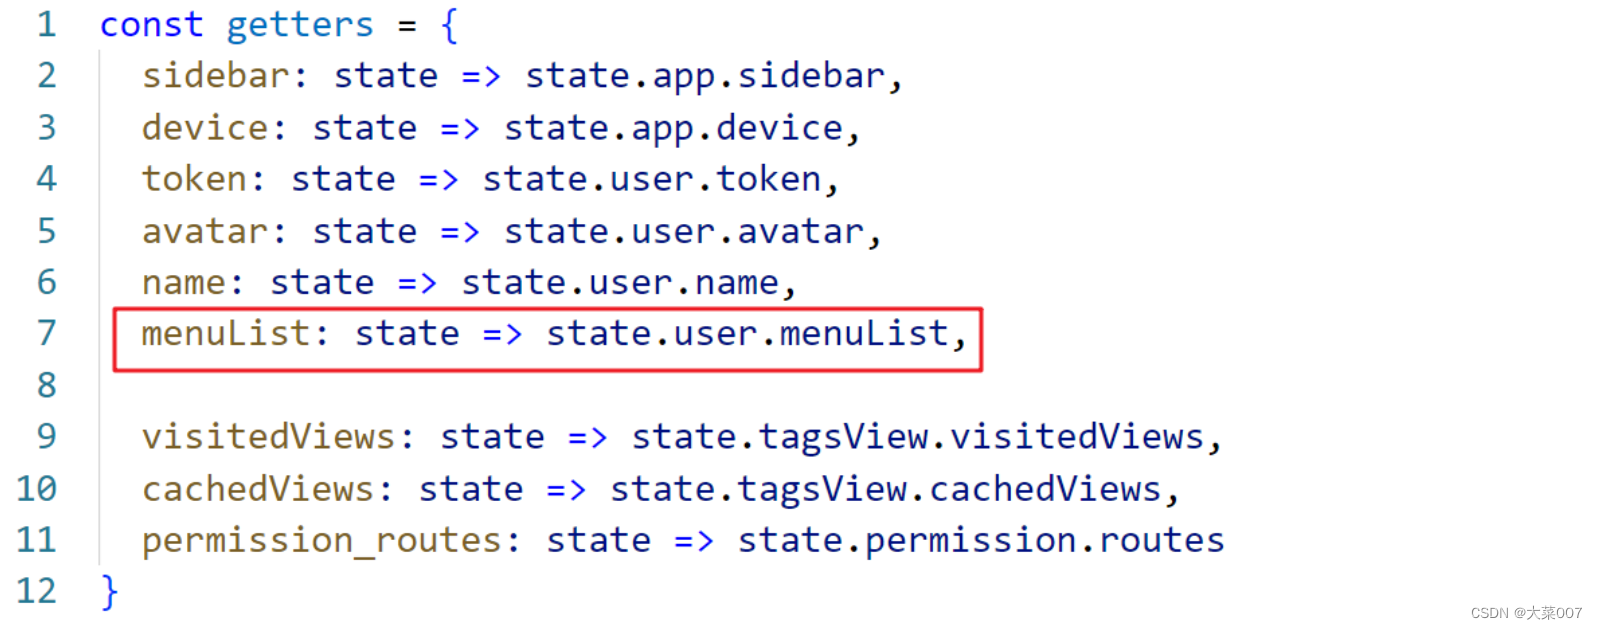 1 const getters = {
2 sidebar: state => state.app.sidebar,
3 device: state => state.app.device,
4 token: state => state.user.token,
5 avatar: state => state.user.avatar,
6 name: state => state.user.name,
7 menuList: state => state.user.menuList,
8
9 visitedViews: state => state.tagsView.visitedViews,
10 cachedViews: state => state.tagsView.cachedViews,
11 permission_routes: state => state.permission.routes
12 }
CSDN @大菜007